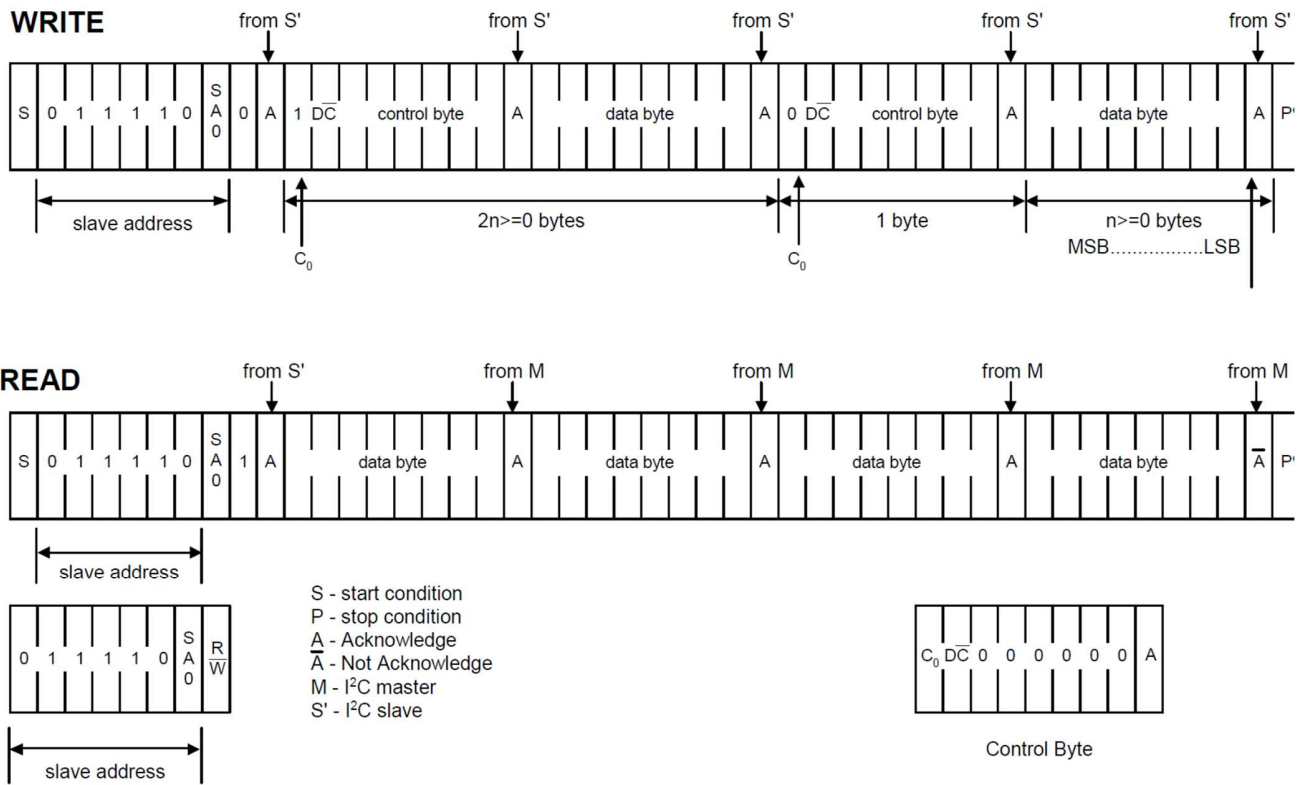 WRITE
from S' from S' from S' from S' from S'
S 0 1 1 1 1 0 SA0 0 A 1 DC̅ control byte A data byte A 0 DC̅ control byte A data byte A P
slave address 2n>=0 bytes 1 byte n>=0 bytes
MSB.................LSB
C₀ C₀
READ
from S' from M from M from M from M
S 0 1 1 1 1 0 SA0 1 A data byte A data byte A data byte A data byte A̅ P
slave address
0 1 1 1 1 0 SA0 R/W̅
slave address
S - start condition
P - stop condition
A - Acknowledge
A̅ - Not Acknowledge
M - I²C master
S' - I²C slave
C₀ DC̅ 0 0 0 0 0 0 A
Control Byte